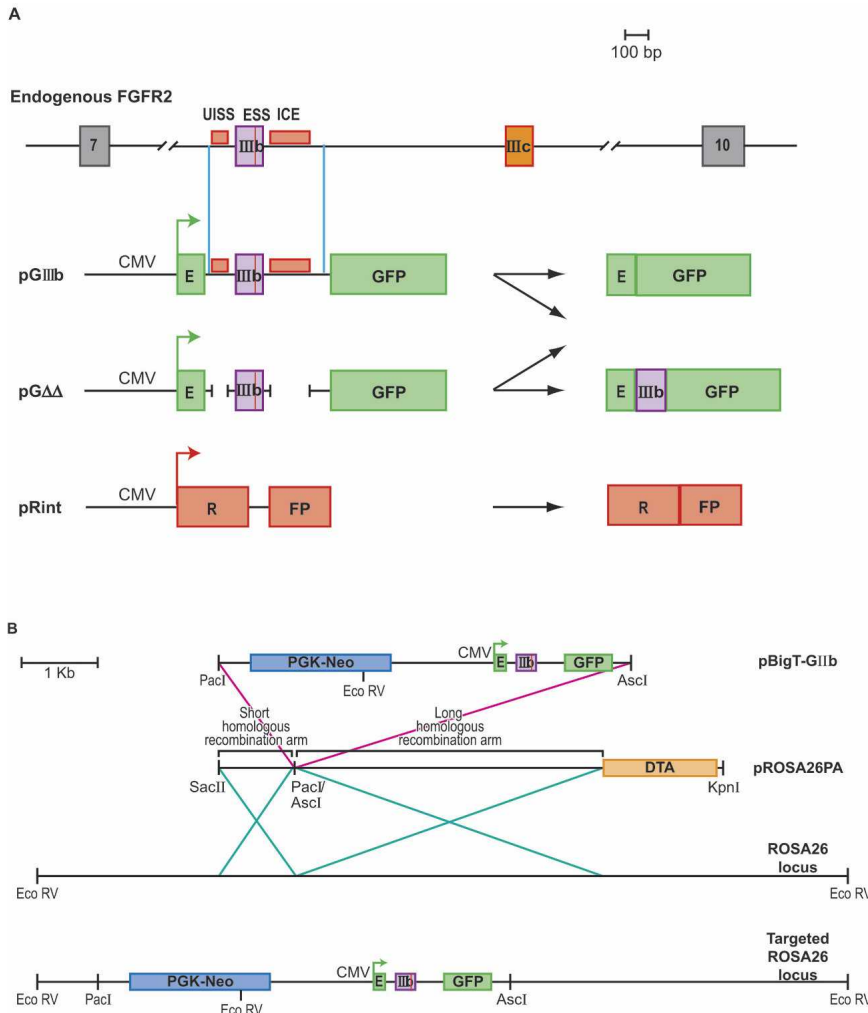 A
100 bp
Endogenous FGFR2
UISS ESS ICE
7 IIIb IIIc 10
pGIIIb CMV E IIIb GFP E GFP
pGΔΔ CMV E IIIb GFP E IIIb GFP
pRint CMV R FP R FP
B
1 Kb
PGK-Neo CMV E IIb GFP pBigT-GIIb
PacI Eco RV AscI
Short homologous recombination arm
Long homologous recombination arm
DTA pROSA26PA
SacII PacI/ AscI KpnI
ROSA26 locus
Eco RV Eco RV
PGK-Neo CMV E IIIb GFP Targeted ROSA26 locus
Eco RV PacI Eco RV AscI Eco RV